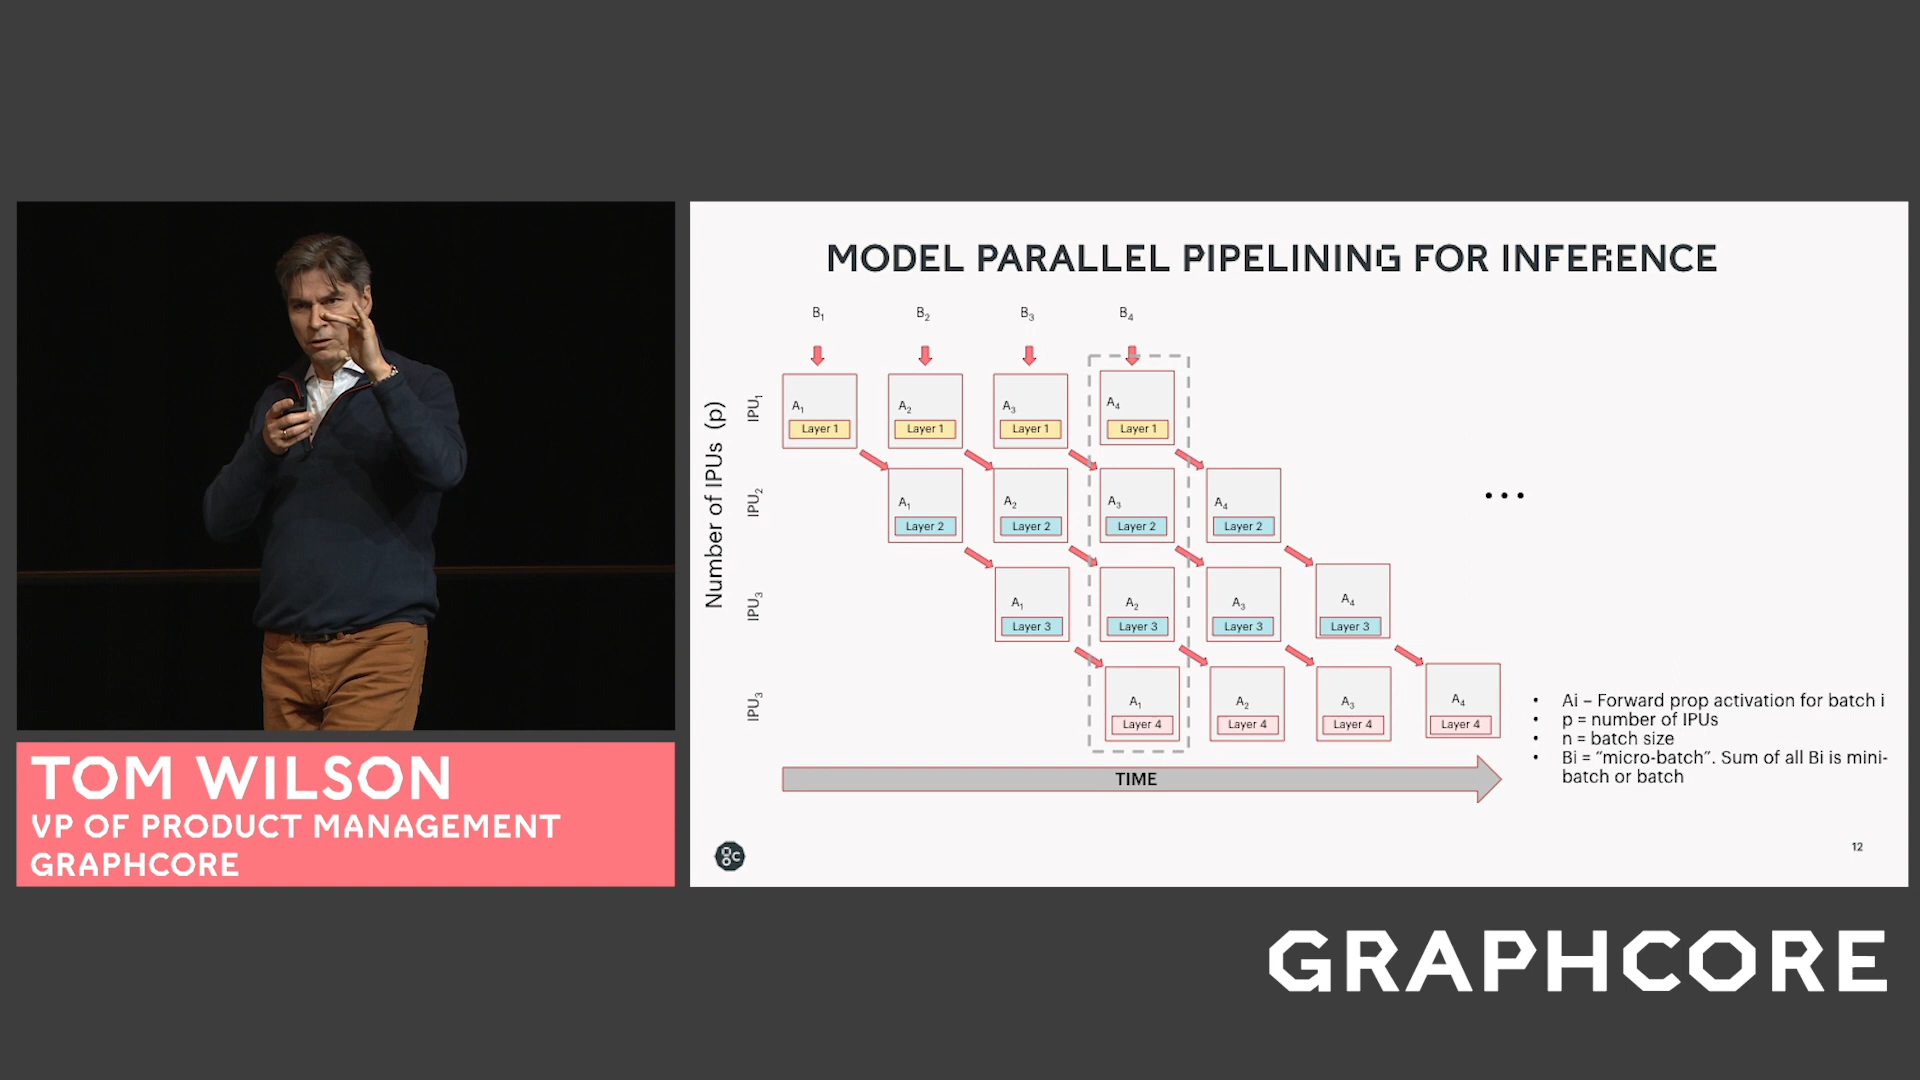 MODEL PARALLEL PIPELINING FOR INFERENCE
B1 B2 B3 B4
Number of IPUs (p)
IPU1
A1 A2 A3 A4
Layer 1 Layer 1 Layer 1 Layer 1
IPU2
A1 A2 A3 A4
Layer 2 Layer 2 Layer 2 Layer 2
...
IPU3
A1 A2 A3 A4
Layer 3 Layer 3 Layer 3 Layer 3
IPU3
A1 A2 A3 A4
Layer 4 Layer 4 Layer 4 Layer 4
TIME
• Ai – Forward prop activation for batch i
• p = number of IPUs
• n = batch size
• Bi = “micro-batch”. Sum of all Bi is mini-
batch or batch
12
TOM WILSON
VP OF PRODUCT MANAGEMENT
GRAPHCORE
GRAPHCORE